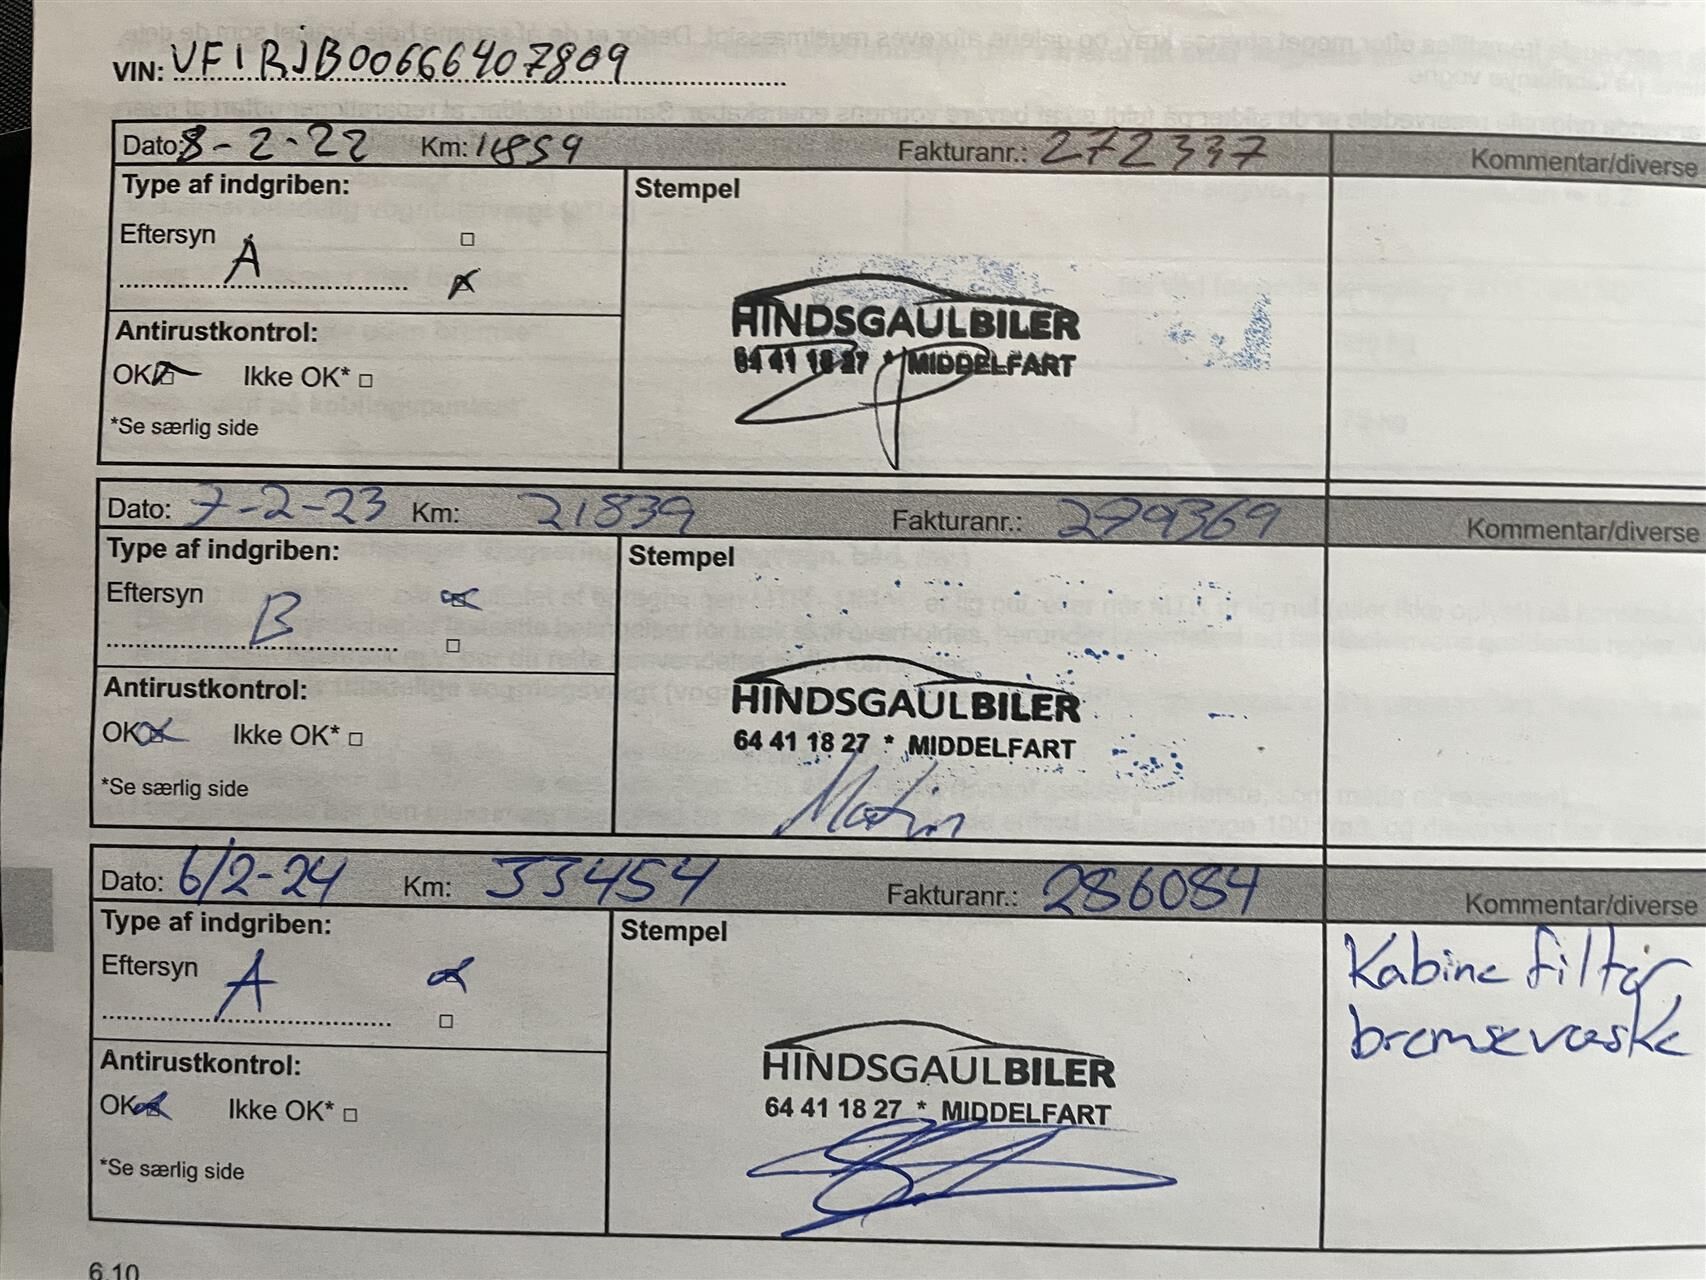 VIN: VF1RJB00666407809
Dato: 8-2-22 Km: 11859 Fakturanr.: 272337 Kommentar/diverse
Type af indgriben: Stempel
Eftersyn A
HINDSGAULBILER
64 41 18 27 * MIDDELFART
Antirustkontrol:
OK Ikke OK*
*Se særlig side
Dato: 7-2-23 Km: 21839 Fakturanr.: 279369 Kommentar/diverse
Type af indgriben: Stempel
Eftersyn B
HINDSGAULBILER
64 41 18 27 * MIDDELFART
Antirustkontrol:
OK Ikke OK*
Martin
*Se særlig side
Dato: 6/2-24 Km: 33454 Fakturanr.: 286084 Kommentar/diverse
Type af indgriben: Stempel
Eftersyn A
Kabine filter,
bremsevæske
HINDSGAULBILER
64 41 18 27 * MIDDELFART
Antirustkontrol:
OK Ikke OK*
*Se særlig side
6.10